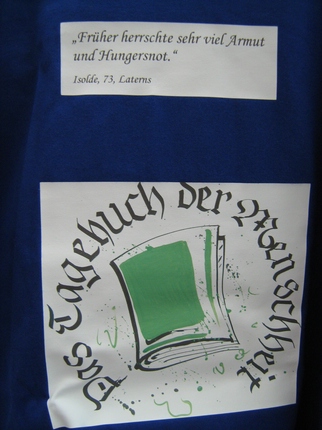 „Früher herrschte sehr viel Armut
und Hungersnot.“
Isolde, 73, Laterns
Das Tagebuch der Menschheit